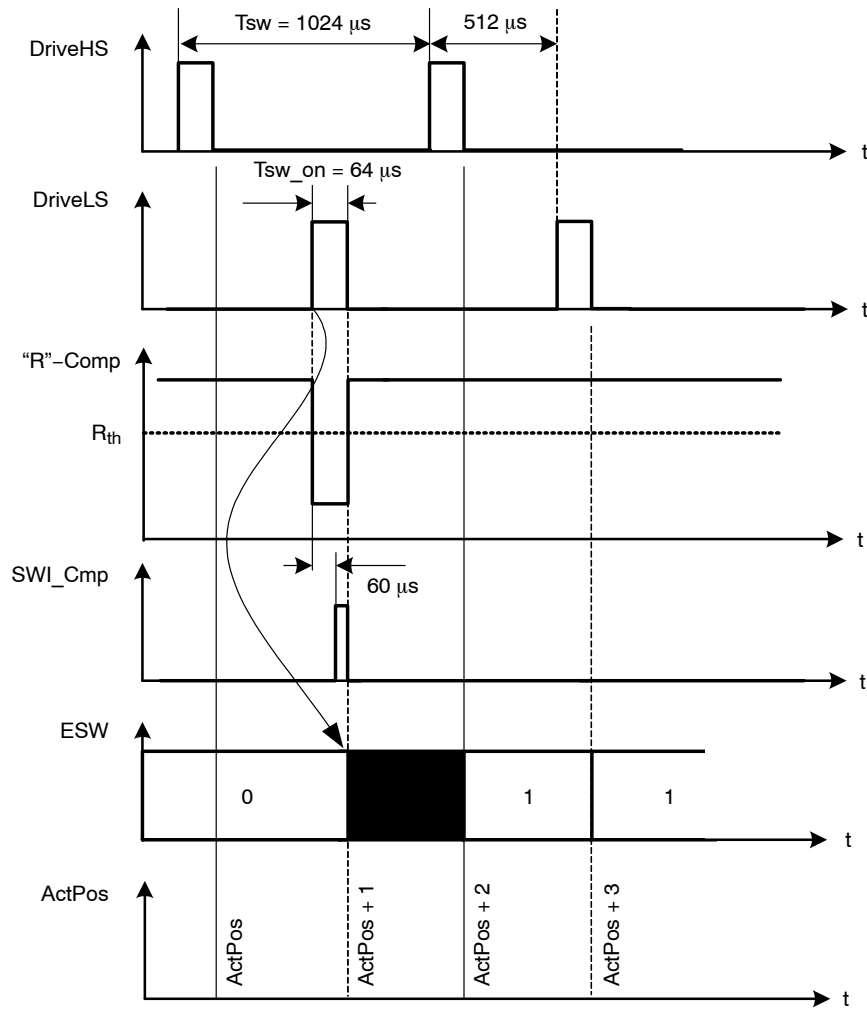 Tsw = 1024 μs
512 μs
DriveHS
t
Tsw_on = 64 μs
DriveLS
t
“R”−Comp
Rth
t
SWI_Cmp
60 μs
t
ESW
0
1
1
t
ActPos
ActPos
ActPos + 1
ActPos + 2
ActPos + 3
t